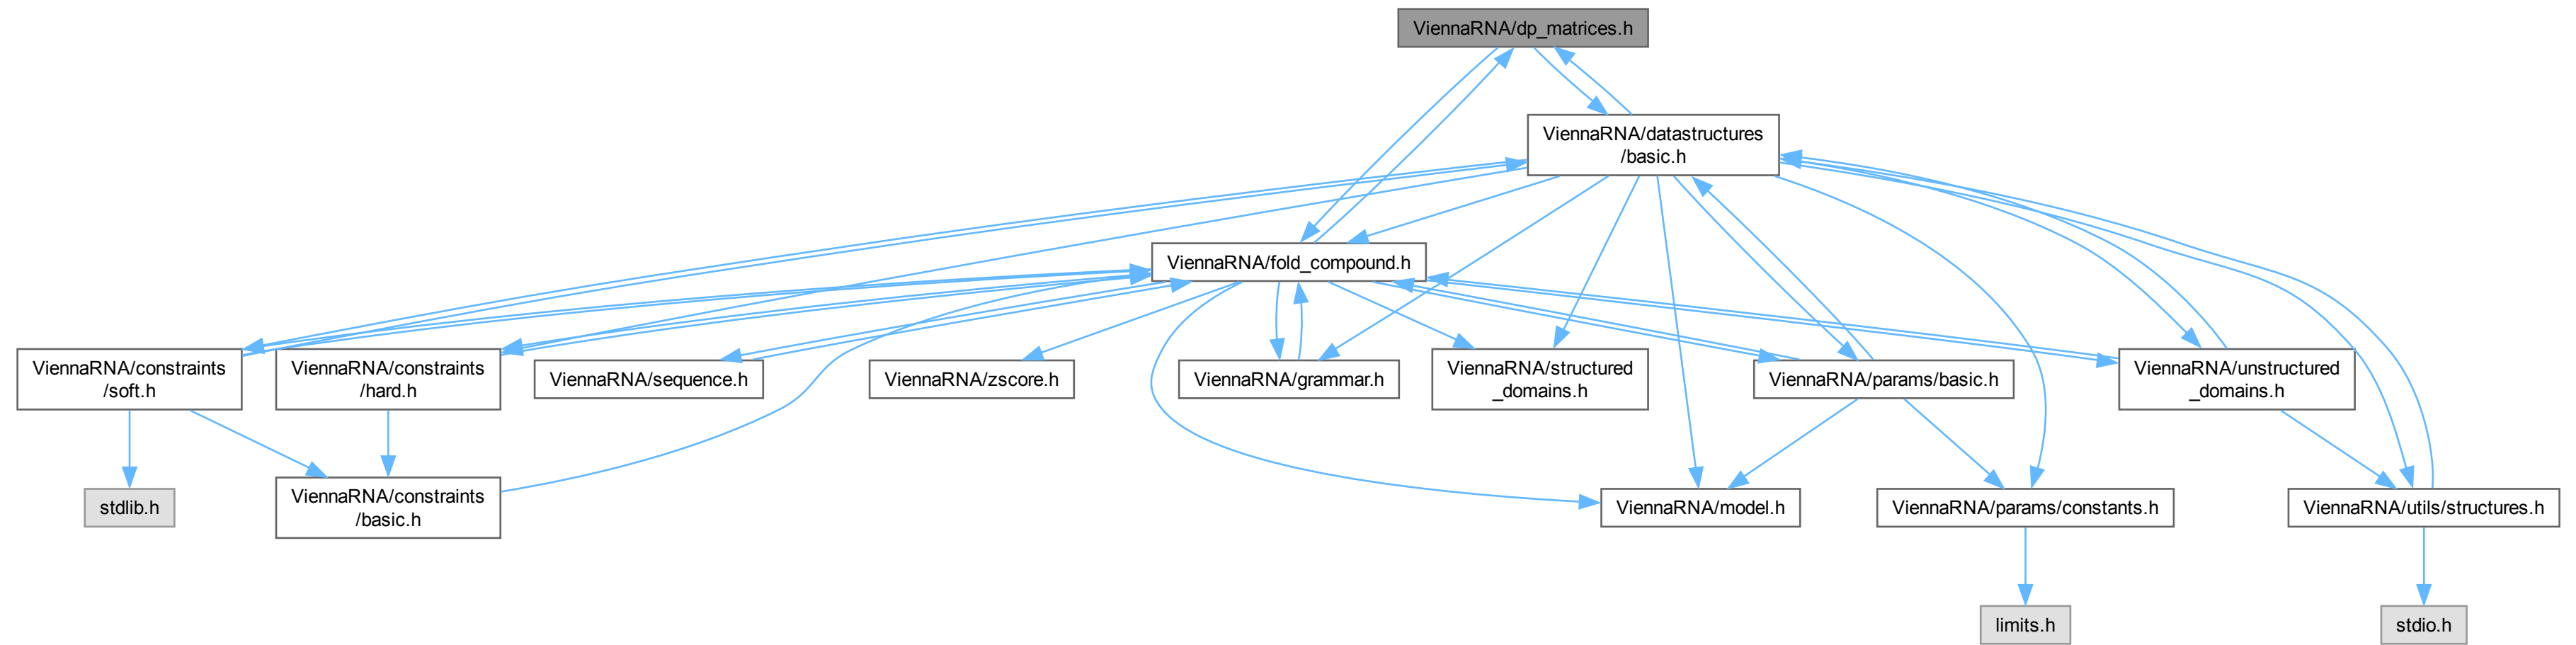 ViennaRNA/dp_matrices.h
ViennaRNA/datastructures
/basic.h
ViennaRNA/fold_compound.h
ViennaRNA/constraints
/soft.h
ViennaRNA/constraints
/hard.h
ViennaRNA/sequence.h
ViennaRNA/zscore.h
ViennaRNA/grammar.h
ViennaRNA/structured
_domains.h
ViennaRNA/params/basic.h
ViennaRNA/unstructured
_domains.h
stdlib.h
ViennaRNA/constraints
/basic.h
ViennaRNA/model.h
ViennaRNA/params/constants.h
ViennaRNA/utils/structures.h
limits.h
stdio.h